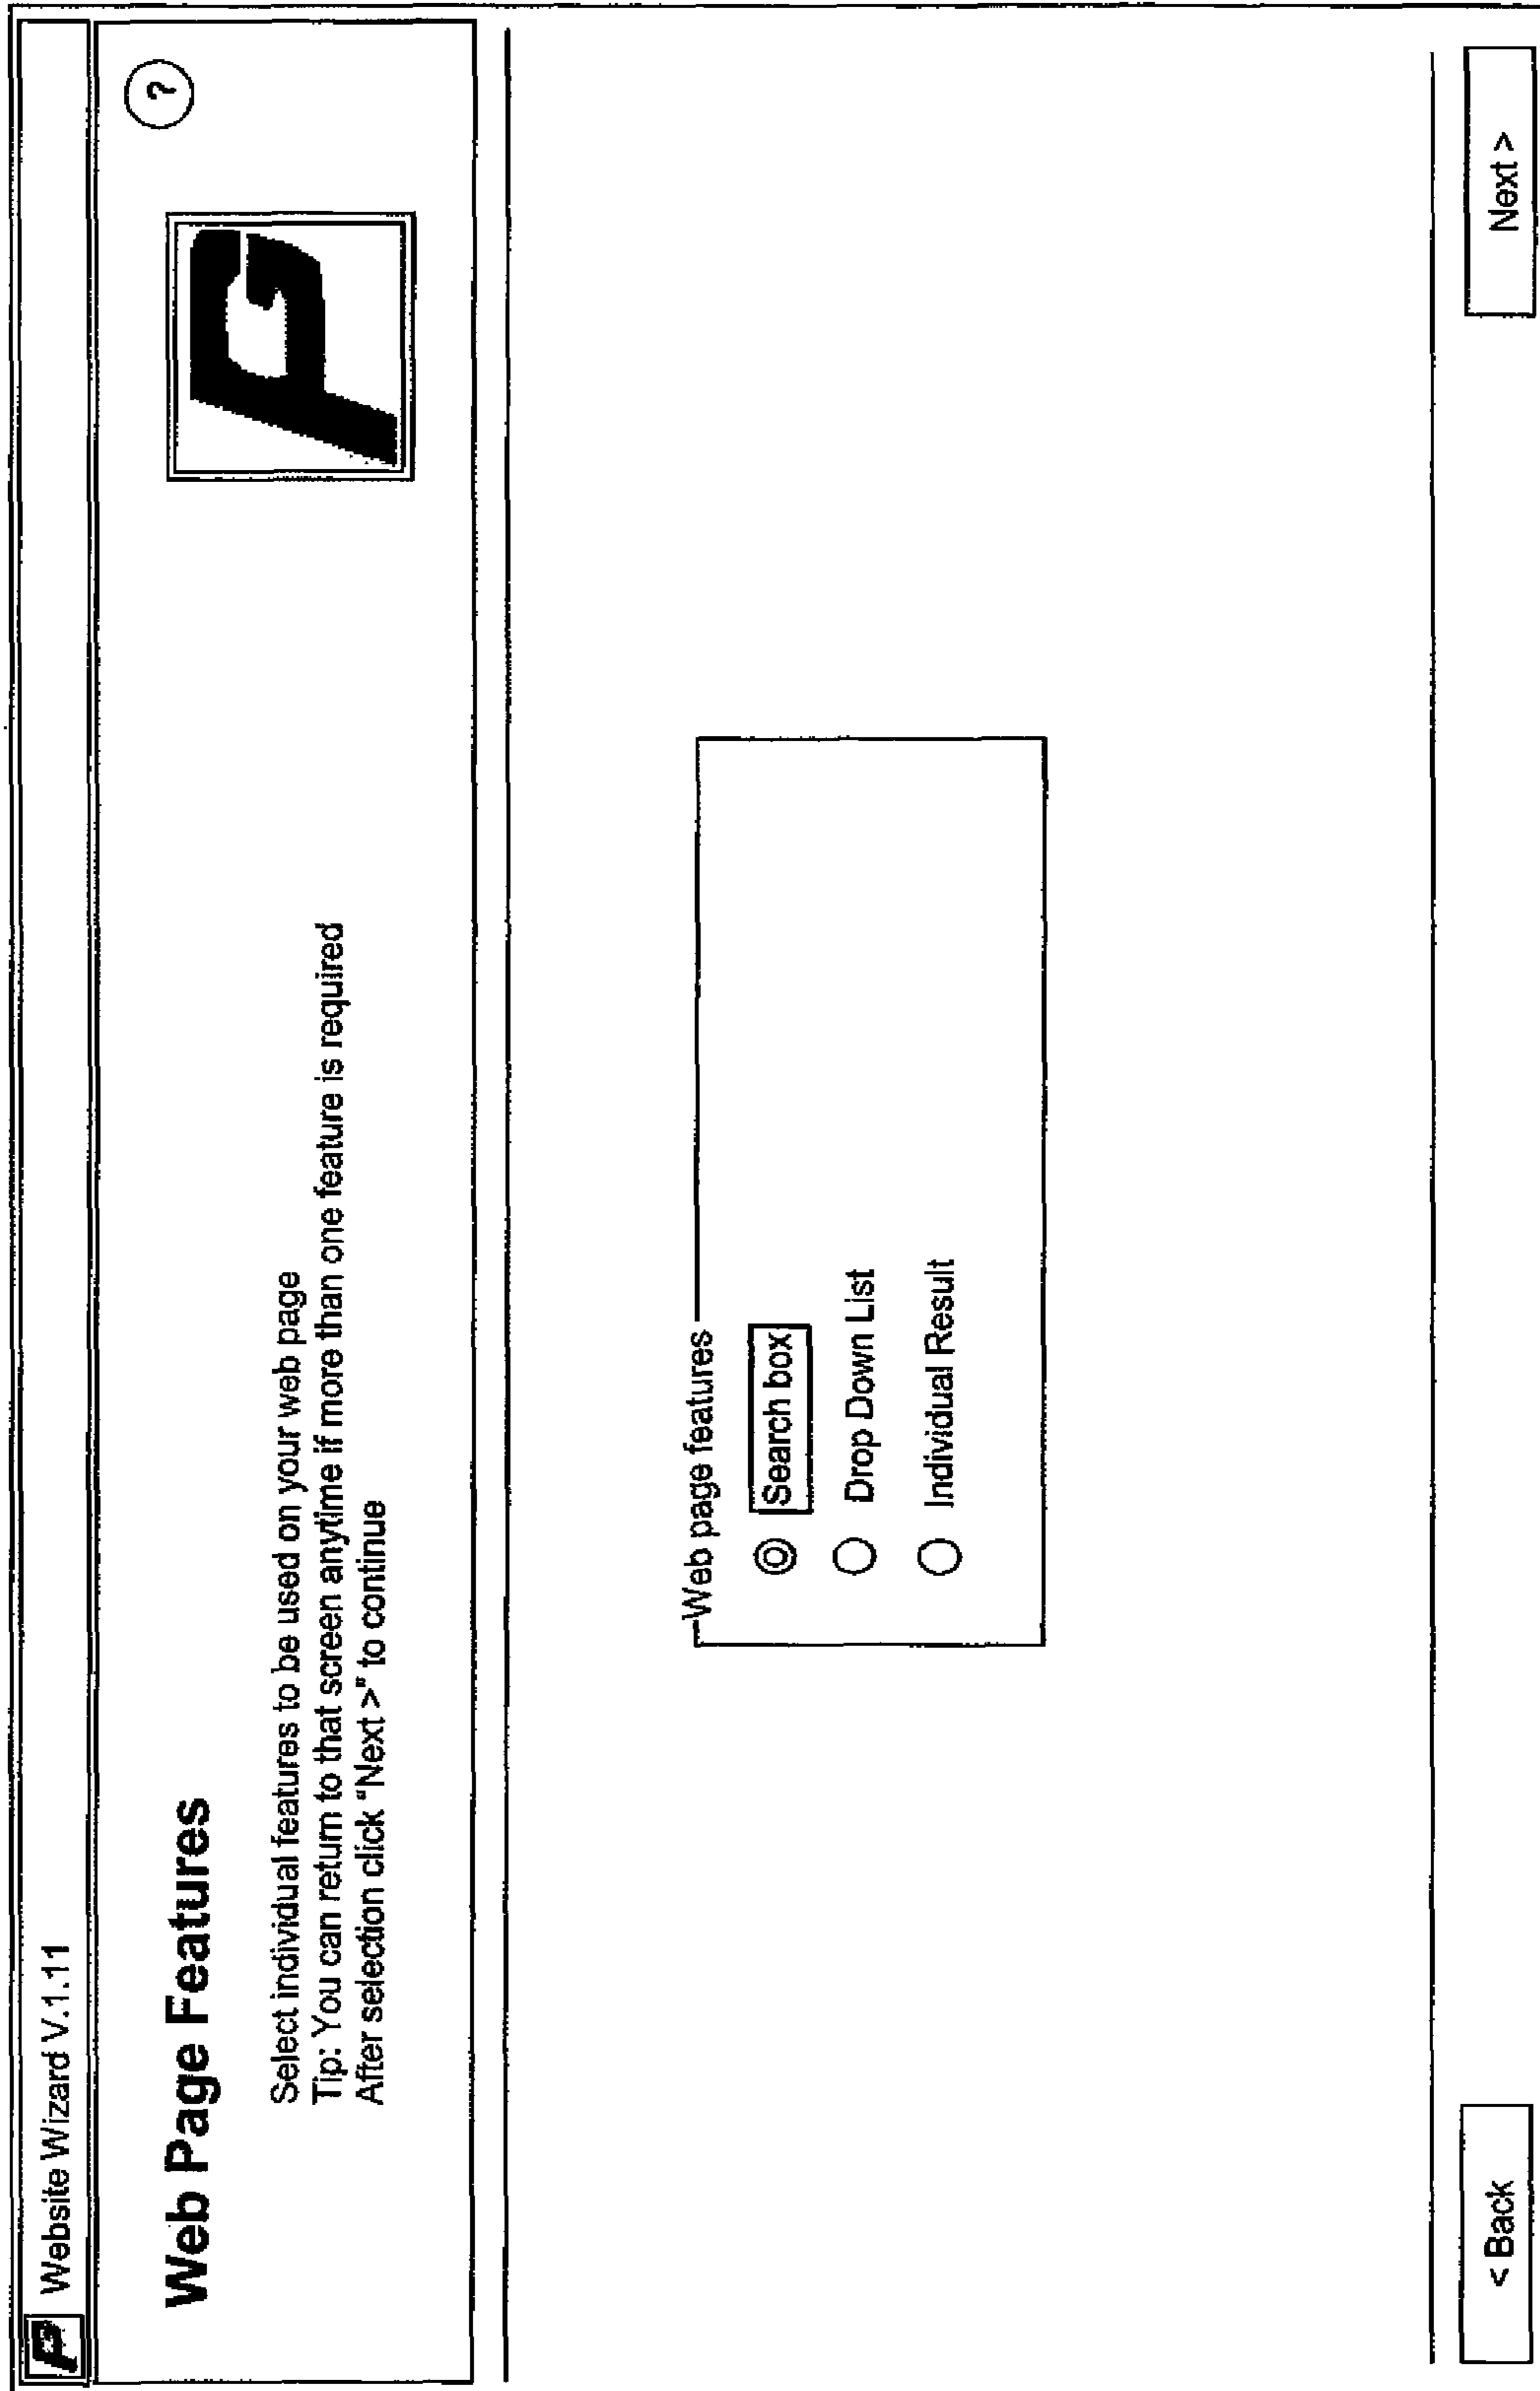 Website Wizard V.1.11
?
Web Page Features
Select individual features to be used on your web page
Tip: You can return to that screen anytime if more than one feature is required
After selection click "Next >" to continue
Web page features
Search box
Drop Down List
Individual Result
< Back
Next >